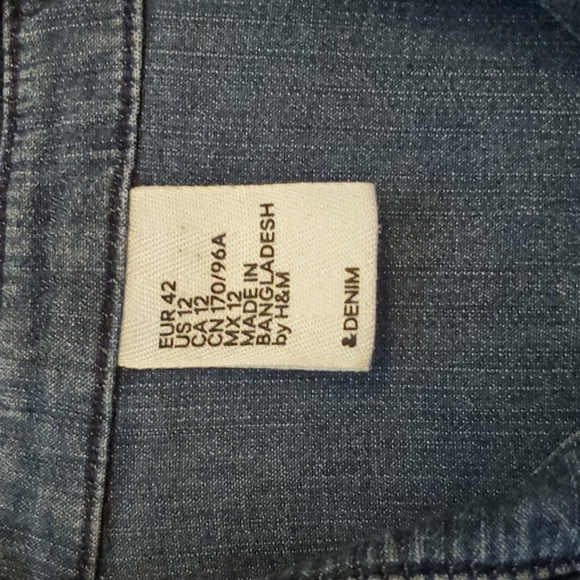 EUR 42
US 12
CA 12
CN 170/96A
MX 12
MADE IN
BANGLADESH
by H&M
&DENIM